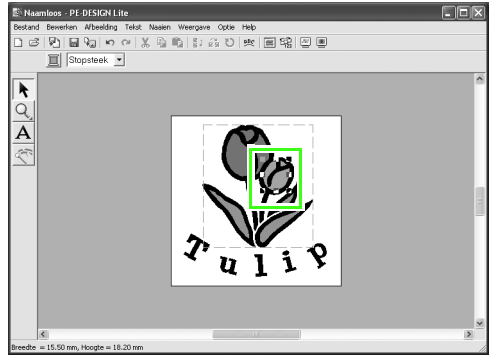 Naamloos - PE-DESIGN Lite
Bestand Bewerken Afbeelding Tekst Naaien Weergave Optie Help
Stopsteek
A
Tulip
Breedte = 15.50 mm, Hoogte = 18.20 mm